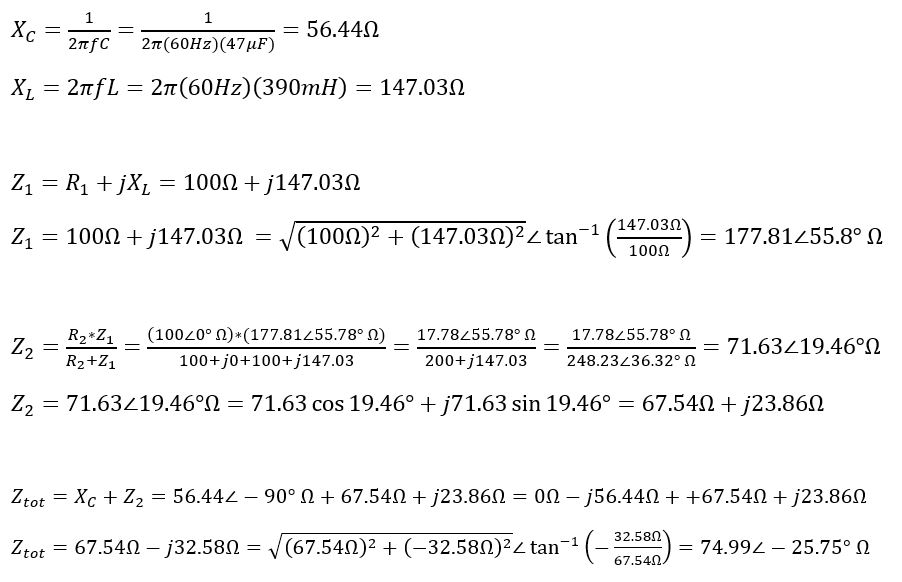 X_C = 1/(2πfC) = 1/(2π(60Hz)(47μF)) = 56.44Ω
X_L = 2πfL = 2π(60Hz)(390mH) = 147.03Ω
Z_1 = R_1 + jX_L = 100Ω + j147.03Ω
Z_1 = 100Ω + j147.03Ω = √((100Ω)² + (147.03Ω)²)∠ tan⁻¹(147.03Ω/100Ω) = 177.81∠55.8° Ω
Z_2 = (R_2*Z_1)/(R_2+Z_1) = ((100∠0° Ω)*(177.81∠55.78° Ω))/(100+j0+100+j147.03) = (17.78∠55.78° Ω)/(200+j147.03) = (17.78∠55.78° Ω)/(248.23∠36.32° Ω) = 71.63∠19.46°Ω
Z_2 = 71.63∠19.46°Ω = 71.63 cos 19.46° + j71.63 sin 19.46° = 67.54Ω + j23.86Ω
Z_tot = X_C + Z_2 = 56.44∠ − 90° Ω + 67.54Ω + j23.86Ω = 0Ω − j56.44Ω + +67.54Ω + j23.86Ω
Z_tot = 67.54Ω − j32.58Ω = √((67.54Ω)² + (−32.58Ω)²)∠ tan⁻¹(−32.58Ω/67.54Ω) = 74.99∠ − 25.75° Ω